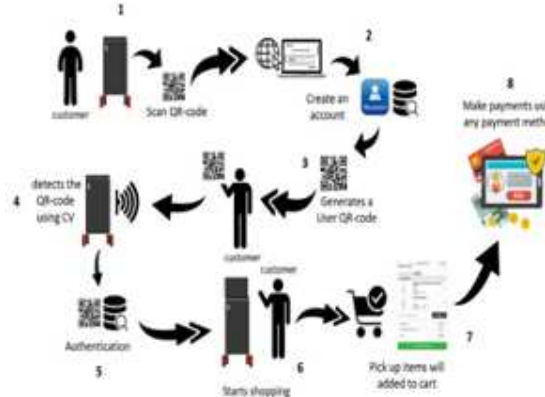 1
customer
Scan QR-code
2
Create an
account
8
Make payments usi
any payment meth
3
Generates a
User QR-code
customer
4
detects the
QR-code
using CV
Authentication
5
customer
6
Starts shopping
7
Pick up items will
added to cart